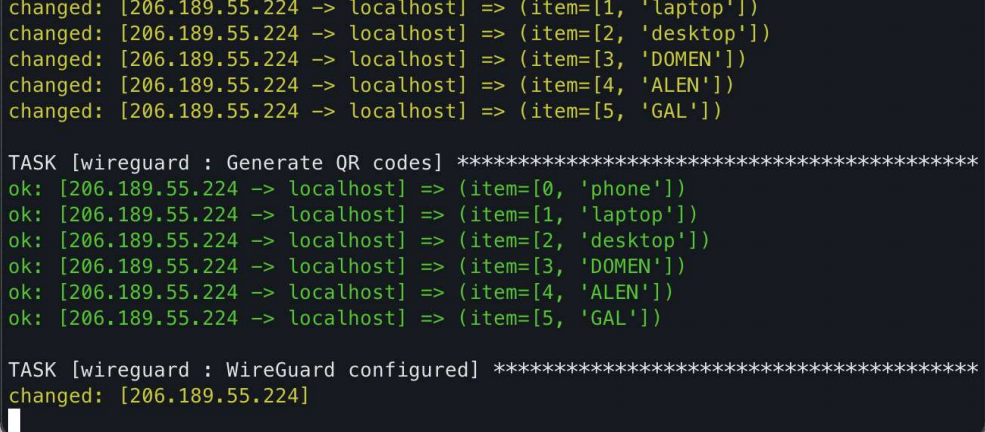 changed: [206.189.55.224 -> localhost] => (item=[1, 'laptop'])
changed: [206.189.55.224 -> localhost] => (item=[2, 'desktop'])
changed: [206.189.55.224 -> localhost] => (item=[3, 'DOMEN'])
changed: [206.189.55.224 -> localhost] => (item=[4, 'ALEN'])
changed: [206.189.55.224 -> localhost] => (item=[5, 'GAL'])
TASK [wireguard : Generate QR codes] *******************************************
ok: [206.189.55.224 -> localhost] => (item=[0, 'phone'])
ok: [206.189.55.224 -> localhost] => (item=[1, 'laptop'])
ok: [206.189.55.224 -> localhost] => (item=[2, 'desktop'])
ok: [206.189.55.224 -> localhost] => (item=[3, 'DOMEN'])
ok: [206.189.55.224 -> localhost] => (item=[4, 'ALEN'])
ok: [206.189.55.224 -> localhost] => (item=[5, 'GAL'])
TASK [wireguard : WireGuard configured] ****************************************
changed: [206.189.55.224]